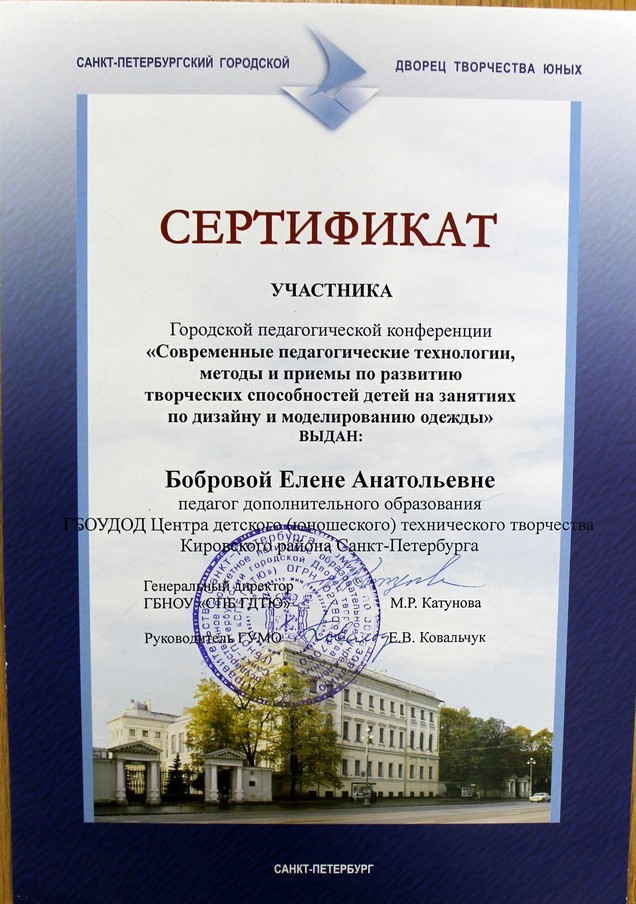 САНКТ-ПЕТЕРБУРГСКИЙ ГОРОДСКОЙ ДВОРЕЦ ТВОРЧЕСТВА ЮНЫХ
СЕРТИФИКАТ
УЧАСТНИКА
Городской педагогической конференции
«Современные педагогические технологии,
методы и приемы по развитию
творческих способностей детей на занятиях
по дизайну и моделированию одежды»
ВЫДАН:
Бобровой Елене Анатольевне
педагог дополнительного образования
ГБОУДОД Центра детского (юношеского) технического творчества
Кировского района Санкт-Петербурга
Генеральный директор
ГБНОУ «СПБ ГДТЮ» М.Р. Катунова
Руководитель ГУМО Е.В. Ковальчук
САНКТ-ПЕТЕРБУРГ